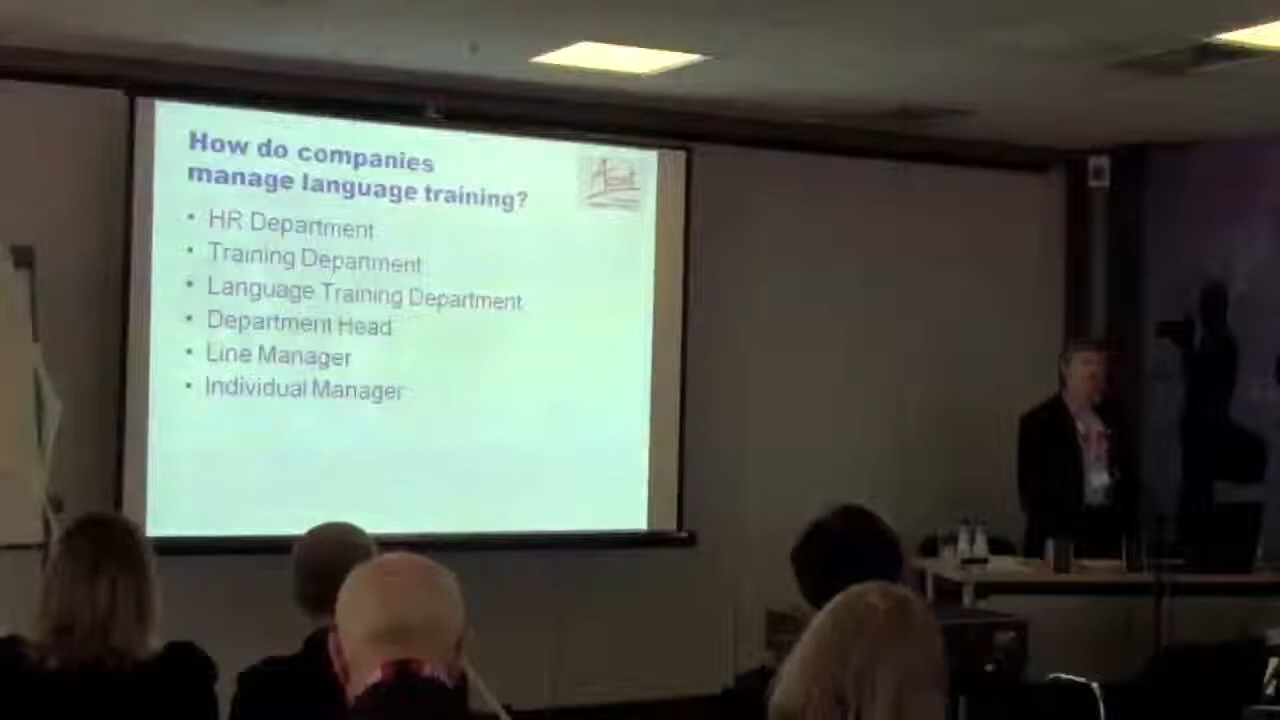 How do companies
manage language training?
• HR Department
• Training Department
• Language Training Department
• Department Head
• Line Manager
• Individual Manager